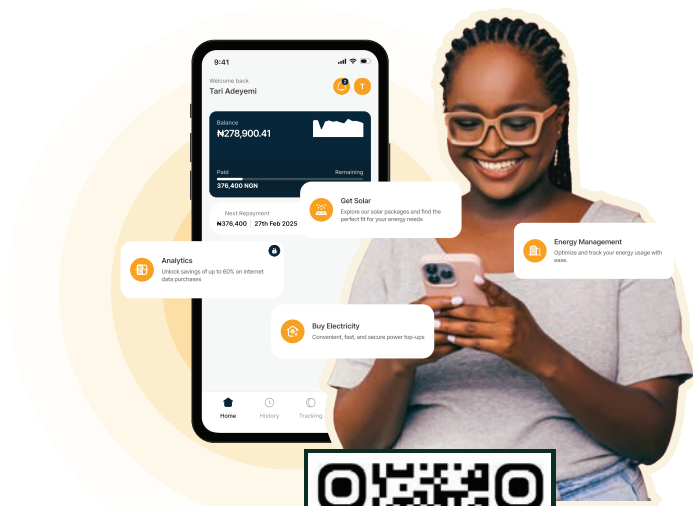 9:41
Welcome back
Tari Adeyemi
2
T
Balance
₦278,900.41
Paid
Remaining
376,400 NGN
Next Repayment
₦376,400 27th Feb 2025
Get Solar
Explore our solar packages and find the
perfect fit for your energy needs
Energy Management
Optimize and track your energy usage with
ease.
Analytics
Unlock savings of up to 60% on internet
data purchases
Buy Electricity
Convenient, fast, and secure power top-ups
Home
History
Tracking